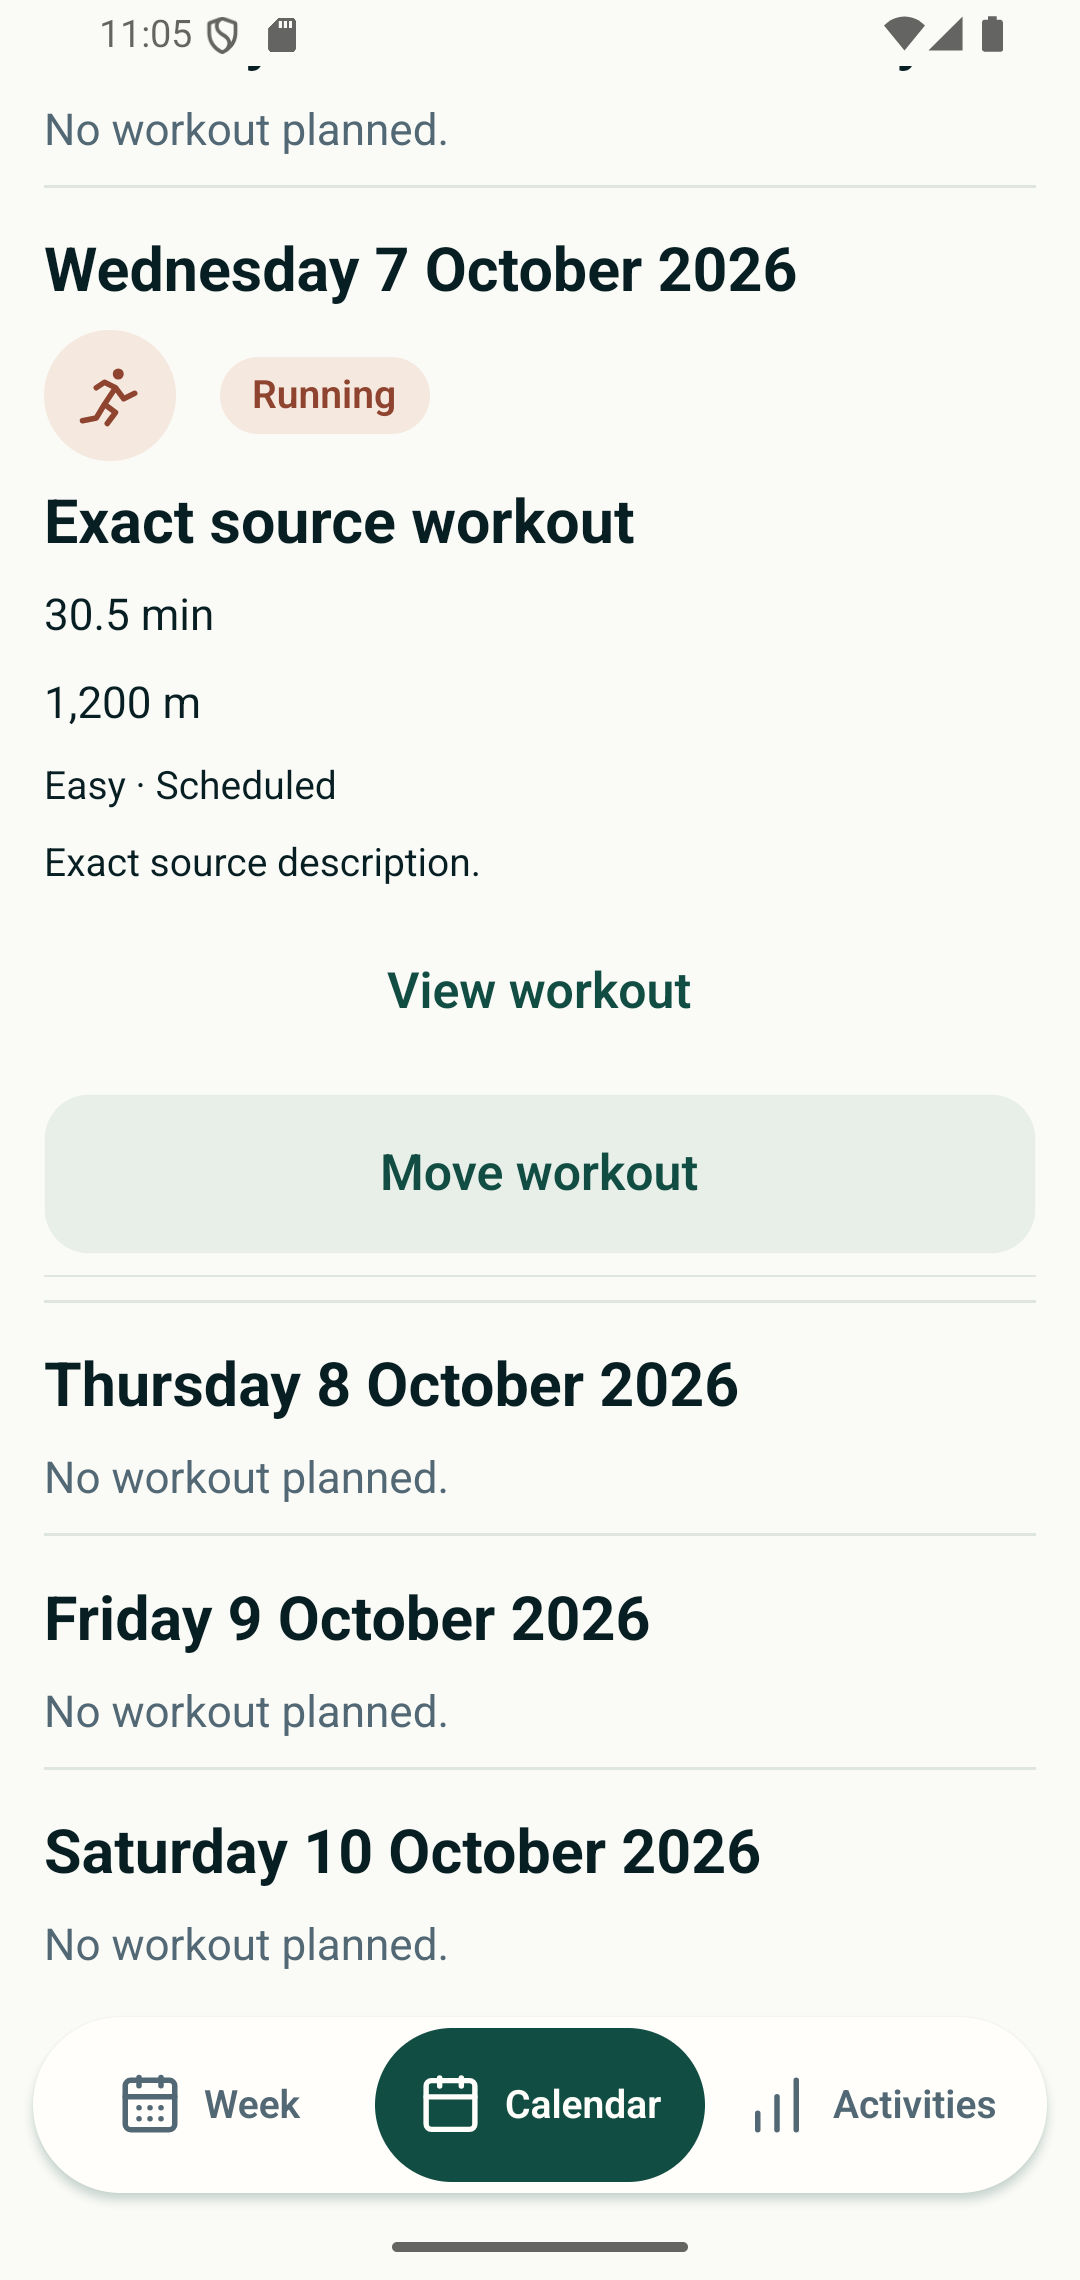 11:05
No workout planned.
Wednesday 7 October 2026
Running
Exact source workout
30.5 min
1,200 m
Easy · Scheduled
Exact source description.
View workout
Move workout
Thursday 8 October 2026
No workout planned.
Friday 9 October 2026
No workout planned.
Saturday 10 October 2026
No workout planned.
Week
Calendar
Activities